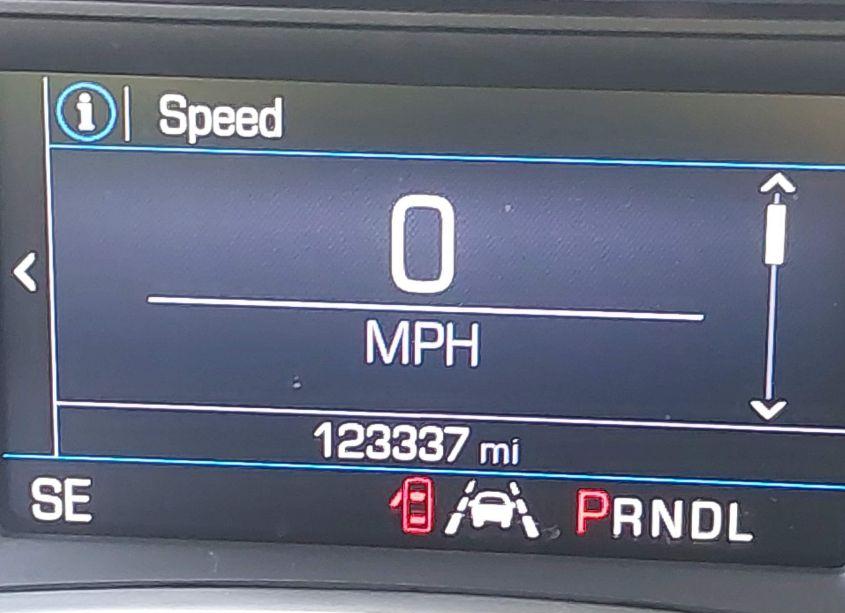 i | Speed
0
MPH
123337 mi
SE PRNDL